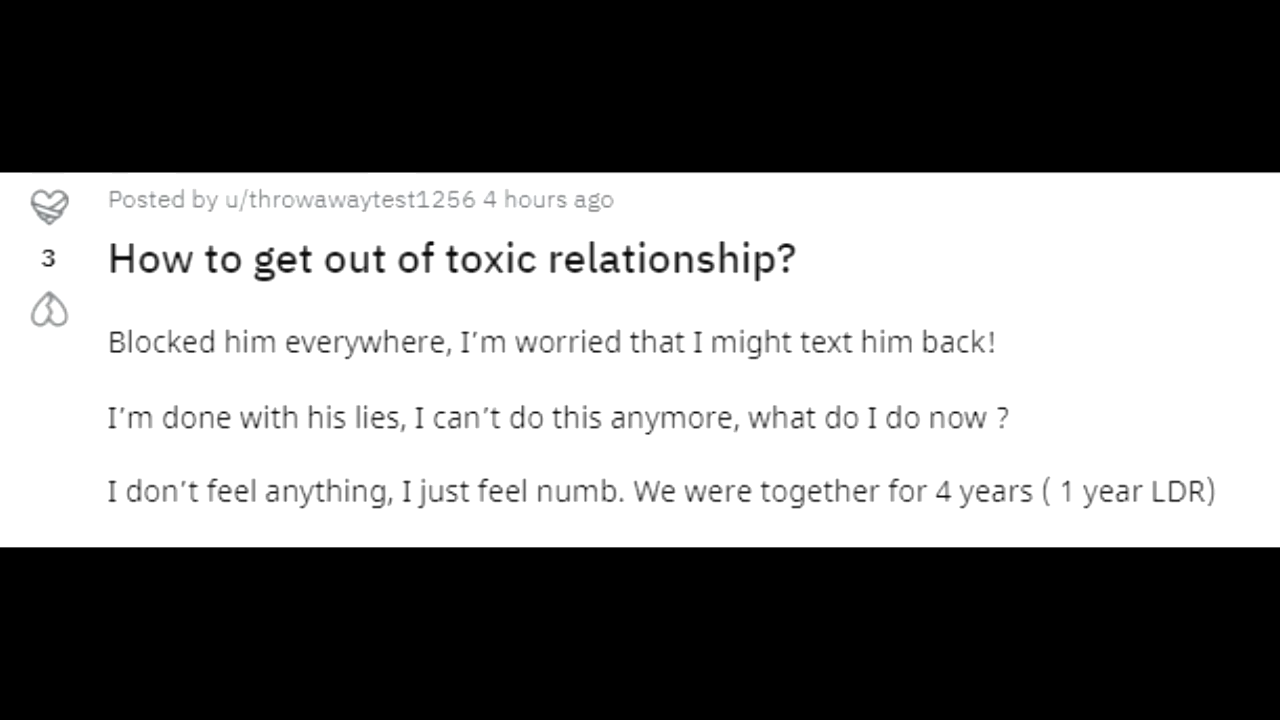 Posted by u/throwawaytest1256 4 hours ago
3
How to get out of toxic relationship?
Blocked him everywhere, I’m worried that I might text him back!
I’m done with his lies, I can’t do this anymore, what do I do now ?
I don’t feel anything, I just feel numb. We were together for 4 years ( 1 year LDR)